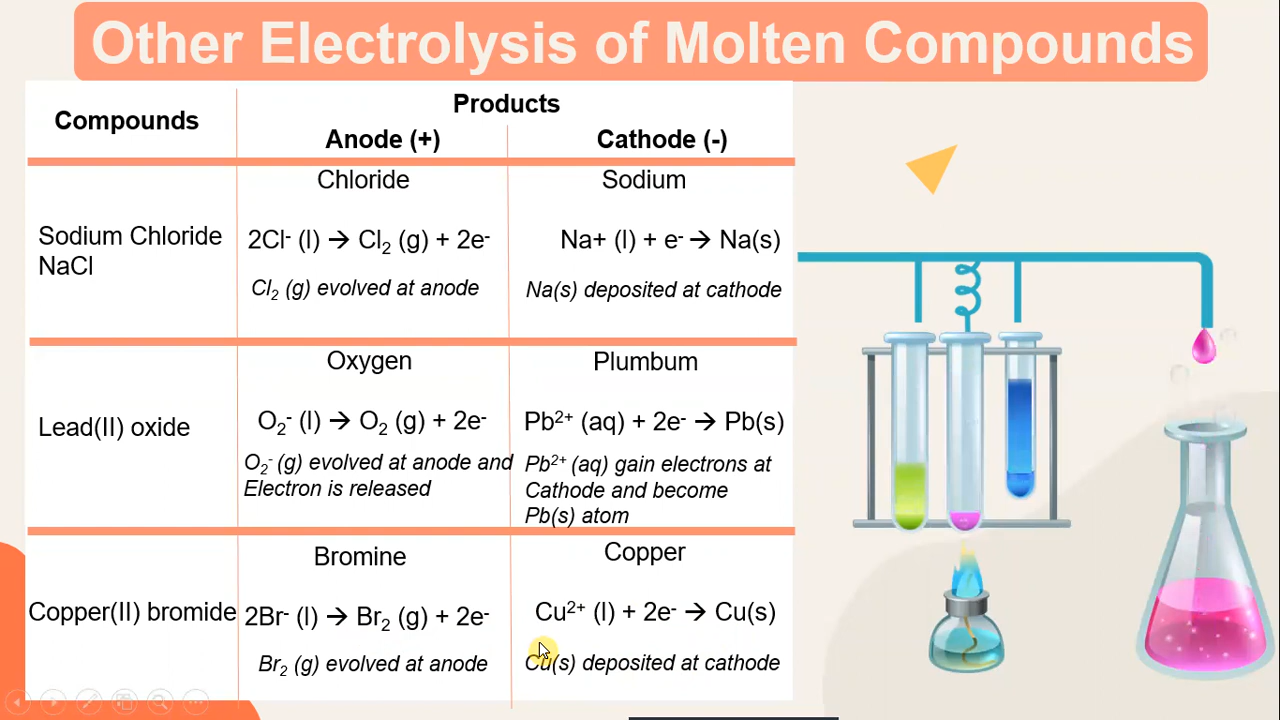 Other Electrolysis of Molten Compounds
Compounds
Products
Anode (+)
Cathode (-)
Sodium Chloride
NaCl
Chloride
2Cl⁻ (l) → Cl₂ (g) + 2e⁻
Cl₂ (g) evolved at anode
Sodium
Na+ (l) + e⁻ → Na(s)
Na(s) deposited at cathode
Lead(II) oxide
Oxygen
O₂⁻ (l) → O₂ (g) + 2e⁻
O₂⁻ (g) evolved at anode and
Electron is released
Plumbum
Pb²⁺ (aq) + 2e⁻ → Pb(s)
Pb²⁺ (aq) gain electrons at
Cathode and become
Pb(s) atom
Copper(II) bromide
Bromine
2Br⁻ (l) → Br₂ (g) + 2e⁻
Br₂ (g) evolved at anode
Copper
Cu²⁺ (l) + 2e⁻ → Cu(s)
Cu(s) deposited at cathode